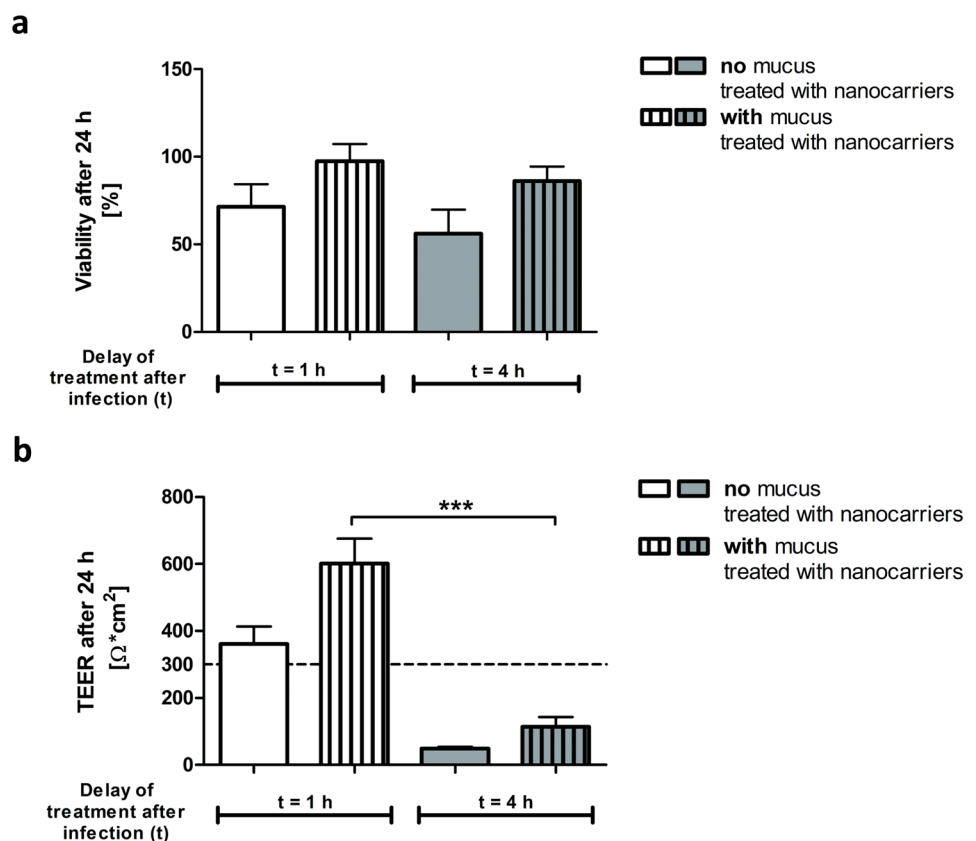 a
150
100
50
0
Viability after 24 h
[%]
no mucus
treated with nanocarriers
with mucus
treated with nanocarriers
Delay of
treatment after
infection (t)
t = 1 h
t = 4 h
b
800
600
400
300
200
0
TEER after 24 h
[Ω*cm²]
***
no mucus
treated with nanocarriers
with mucus
treated with nanocarriers
Delay of
treatment after
infection (t)
t = 1 h
t = 4 h